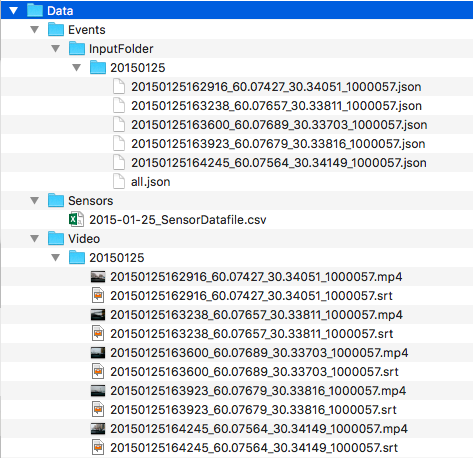 Data
Events
InputFolder
20150125
20150125162916_60.07427_30.34051_1000057.json
20150125163238_60.07657_30.33811_1000057.json
20150125163600_60.07689_30.33703_1000057.json
20150125163923_60.07679_30.33816_1000057.json
20150125164245_60.07564_30.34149_1000057.json
all.json
Sensors
2015-01-25_SensorDatafile.csv
Video
20150125
20150125162916_60.07427_30.34051_1000057.mp4
20150125162916_60.07427_30.34051_1000057.srt
20150125163238_60.07657_30.33811_1000057.mp4
20150125163238_60.07657_30.33811_1000057.srt
20150125163600_60.07689_30.33703_1000057.mp4
20150125163600_60.07689_30.33703_1000057.srt
20150125163923_60.07679_30.33816_1000057.mp4
20150125163923_60.07679_30.33816_1000057.srt
20150125164245_60.07564_30.34149_1000057.mp4
20150125164245_60.07564_30.34149_1000057.srt